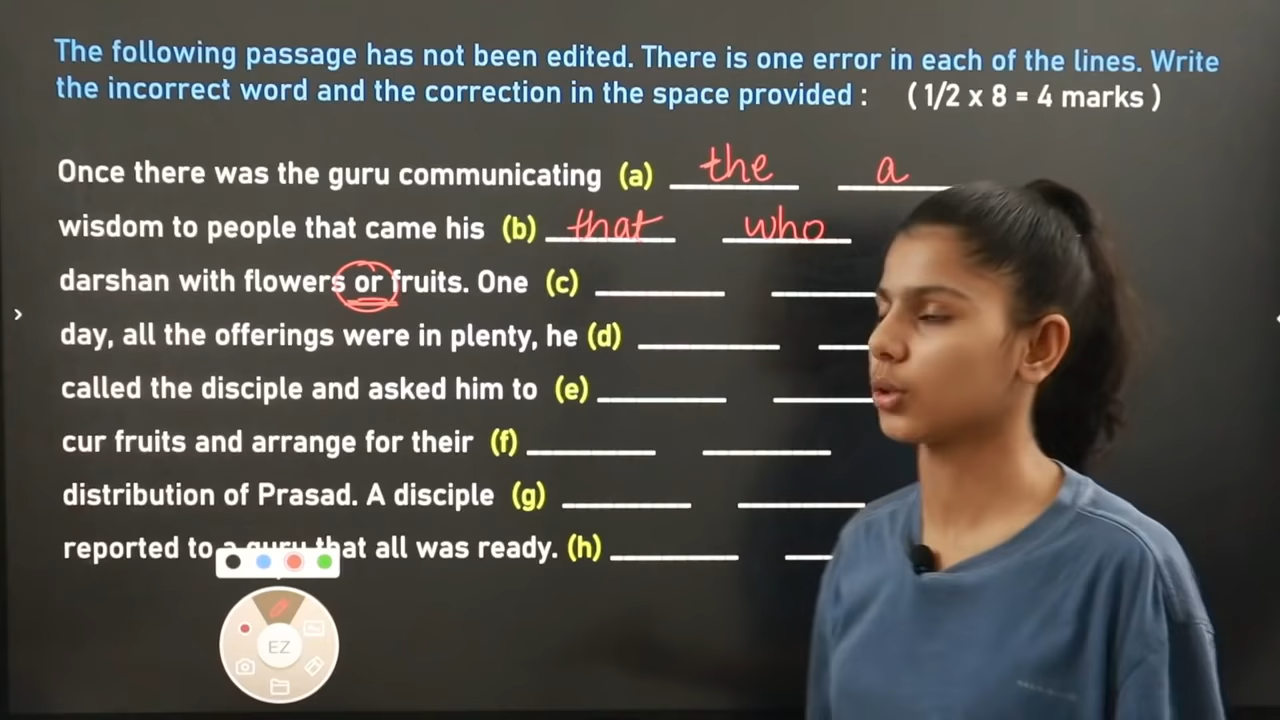 The following passage has not been edited. There is one error in each of the lines. Write
the incorrect word and the correction in the space provided : ( 1/2 x 8 = 4 marks )
Once there was the guru communicating (a) the a
wisdom to people that came his (b) that who
darshan with flowers or fruits. One (c)
day, all the offerings were in plenty, he (d)
called the disciple and asked him to (e)
cur fruits and arrange for their (f)
distribution of Prasad. A disciple (g)
reported to a guru that all was ready. (h)
EZ